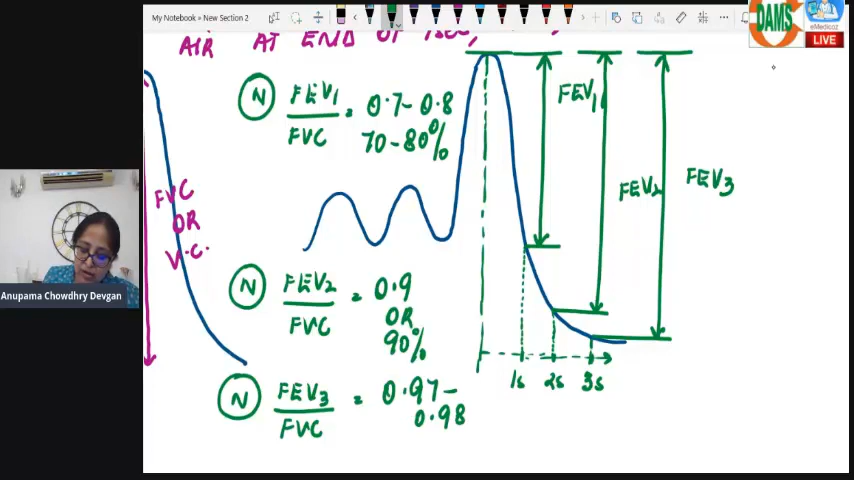 My Notebook > New Section 2
DAMS
eMedicoz
LIVE
AIR AT END OF 1 SEC,
N FEV1/FVC = 0.7-0.8
70-80%
FEV1
FEV2
FEV3
FVC
OR
V.C.
N FEV2/FVC = 0.9
OR
90%
Anupama Chowdhry Devgan
1s 2s 3s
N FEV3/FVC = 0.97-
0.98